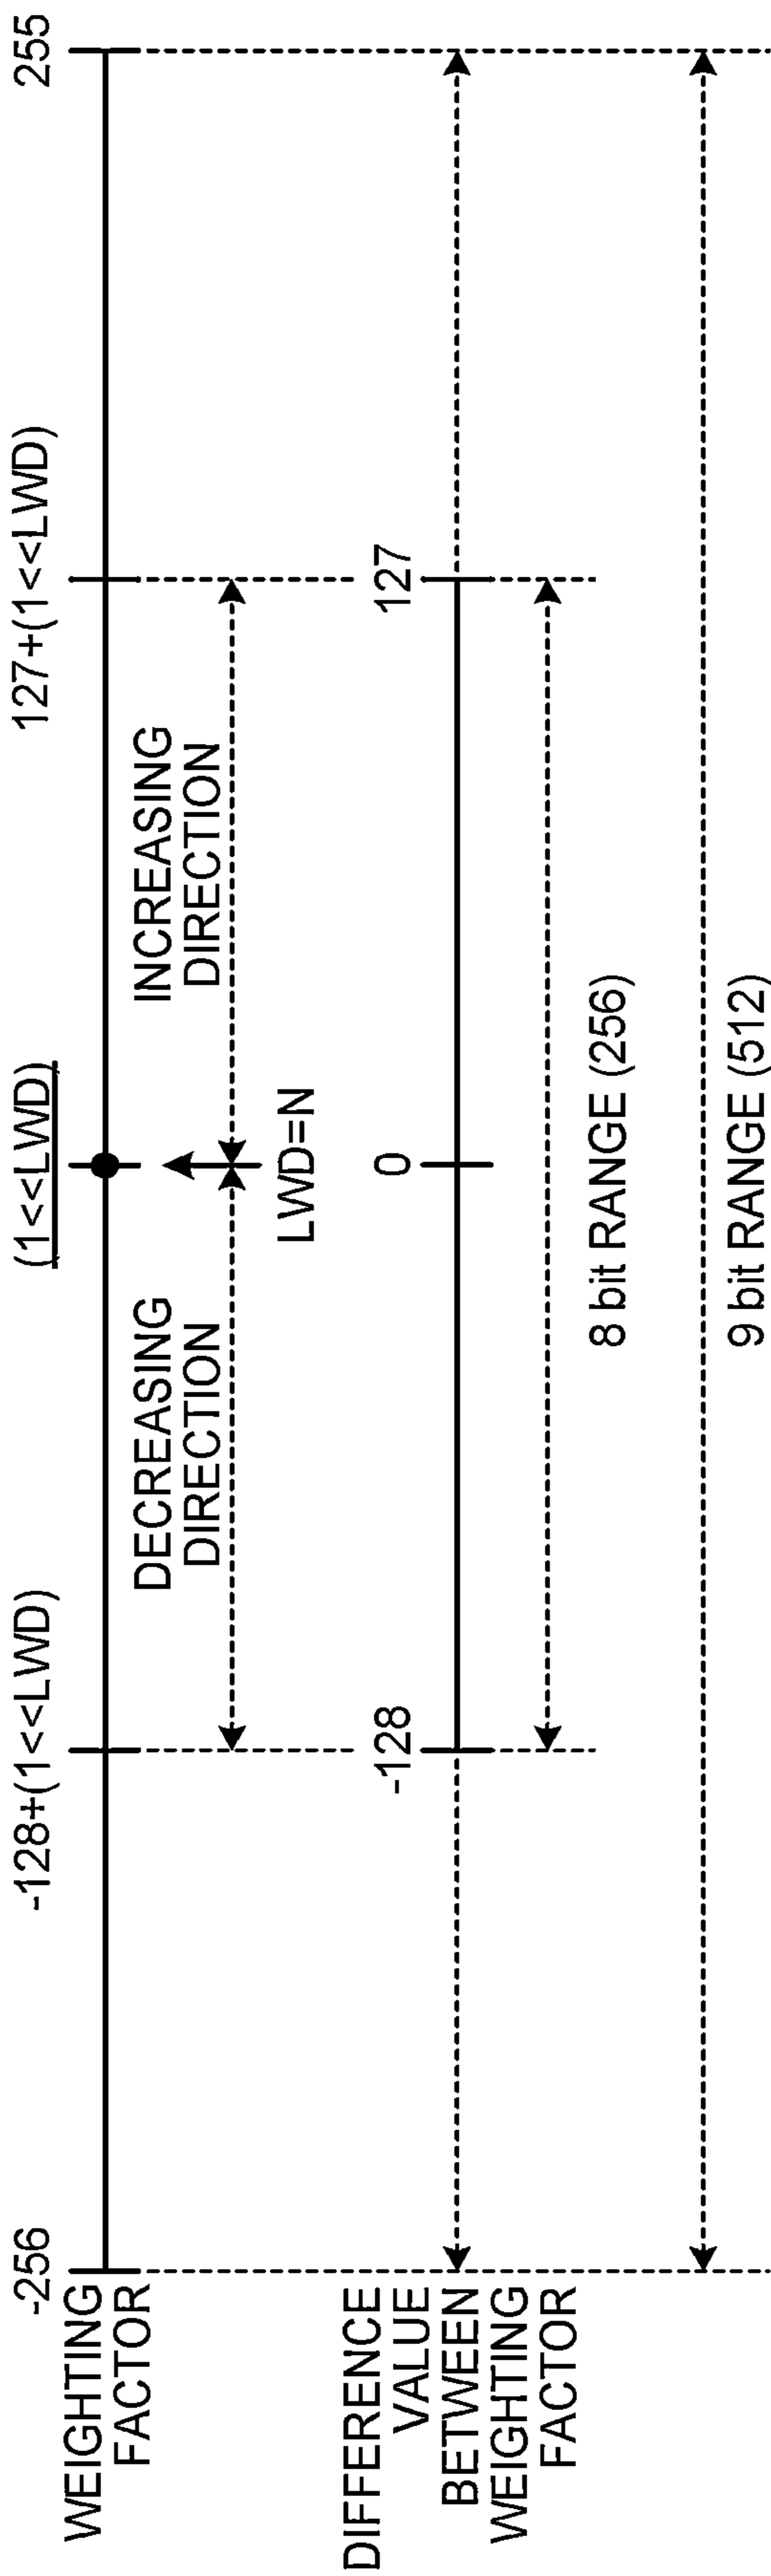 -256
-128+(1<<LWD)
(1<<LWD)
127+(1<<LWD)
255
WEIGHTING
FACTOR
DECREASING
DIRECTION
INCREASING
DIRECTION
LWD=N
DIFFERENCE
VALUE
BETWEEN
WEIGHTING
FACTOR
-128
0
127
8 bit RANGE (256)
9 bit RANGE (512)